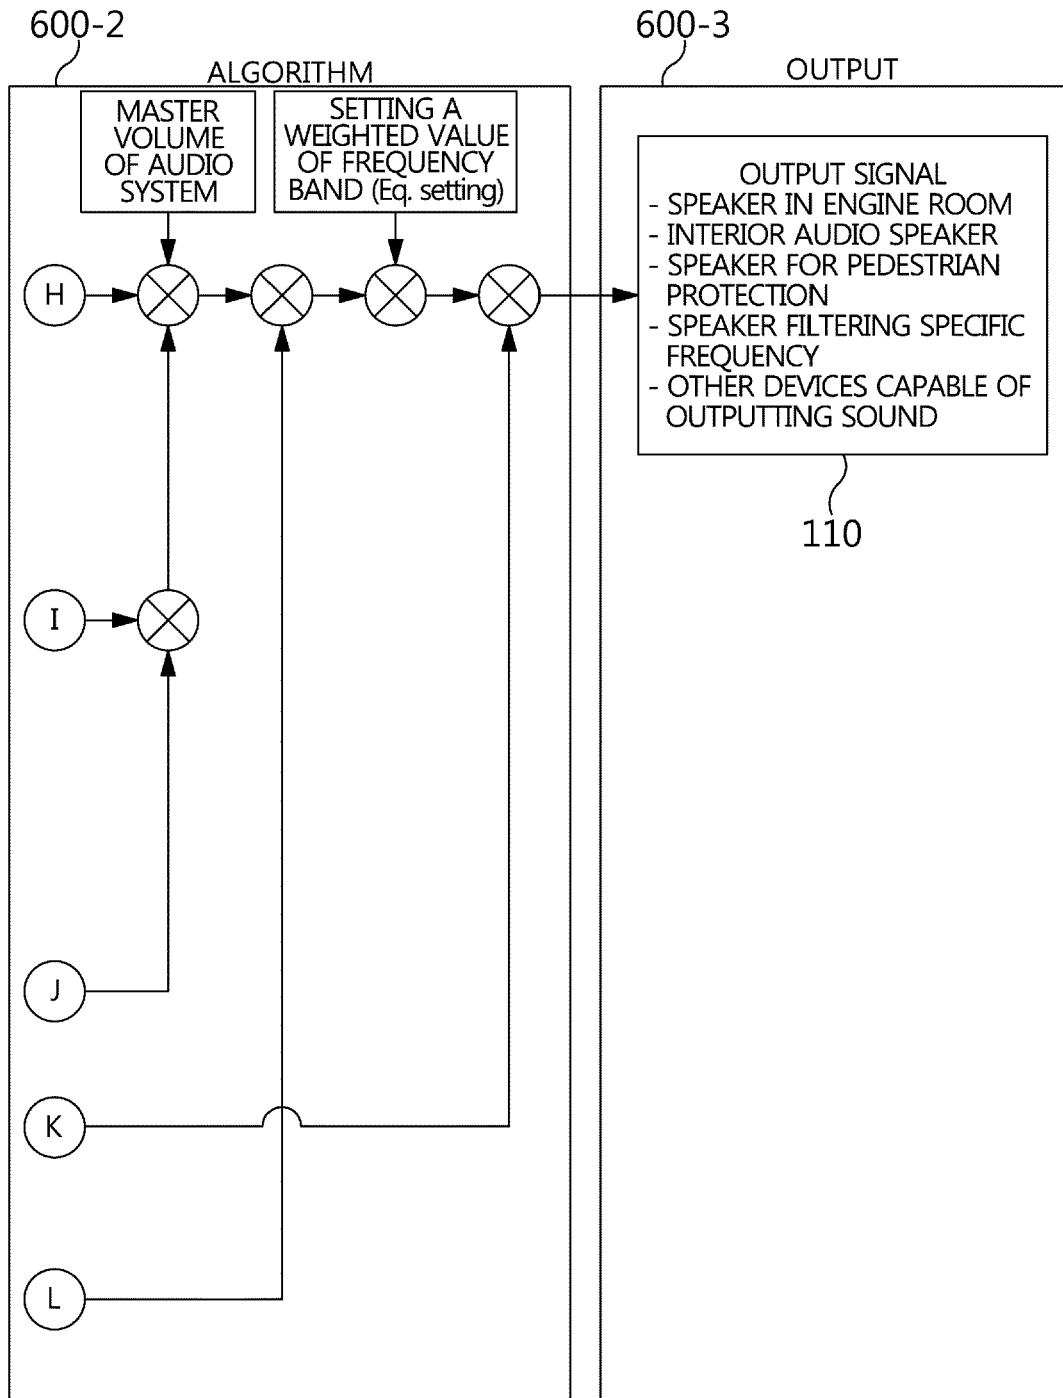 600-2
600-3
ALGORITHM
OUTPUT
MASTER
VOLUME
OF AUDIO
SYSTEM
SETTING A
WEIGHTED VALUE
OF FREQUENCY
BAND (Eq. setting)
OUTPUT SIGNAL
- SPEAKER IN ENGINE ROOM
- INTERIOR AUDIO SPEAKER
- SPEAKER FOR PEDESTRIAN
PROTECTION
- SPEAKER FILTERING SPECIFIC
FREQUENCY
- OTHER DEVICES CAPABLE OF
OUTPUTTING SOUND
110
H
I
J
K
L